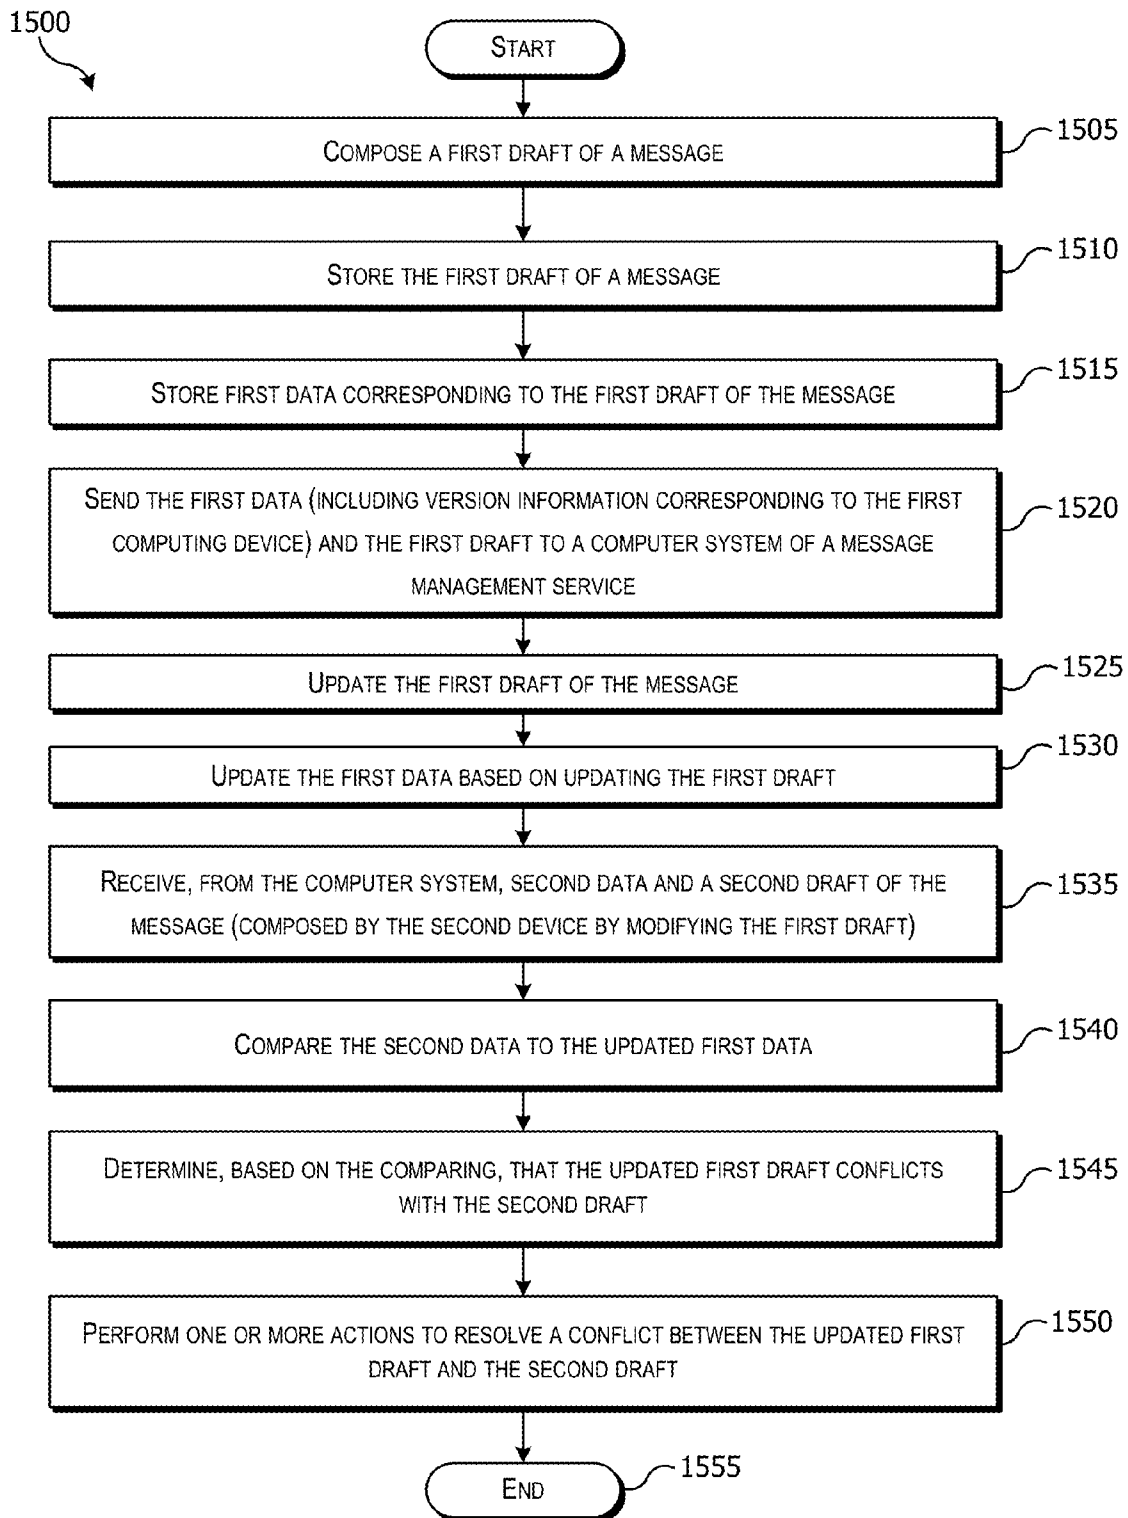 1500
START
COMPOSE A FIRST DRAFT OF A MESSAGE
1505
STORE THE FIRST DRAFT OF A MESSAGE
1510
STORE FIRST DATA CORRESPONDING TO THE FIRST DRAFT OF THE MESSAGE
1515
SEND THE FIRST DATA (INCLUDING VERSION INFORMATION CORRESPONDING TO THE FIRST
COMPUTING DEVICE) AND THE FIRST DRAFT TO A COMPUTER SYSTEM OF A MESSAGE
MANAGEMENT SERVICE
1520
UPDATE THE FIRST DRAFT OF THE MESSAGE
1525
UPDATE THE FIRST DATA BASED ON UPDATING THE FIRST DRAFT
1530
RECEIVE, FROM THE COMPUTER SYSTEM, SECOND DATA AND A SECOND DRAFT OF THE
MESSAGE (COMPOSED BY THE SECOND DEVICE BY MODIFYING THE FIRST DRAFT)
1535
COMPARE THE SECOND DATA TO THE UPDATED FIRST DATA
1540
DETERMINE, BASED ON THE COMPARING, THAT THE UPDATED FIRST DRAFT CONFLICTS
WITH THE SECOND DRAFT
1545
PERFORM ONE OR MORE ACTIONS TO RESOLVE A CONFLICT BETWEEN THE UPDATED FIRST
DRAFT AND THE SECOND DRAFT
1550
END
1555